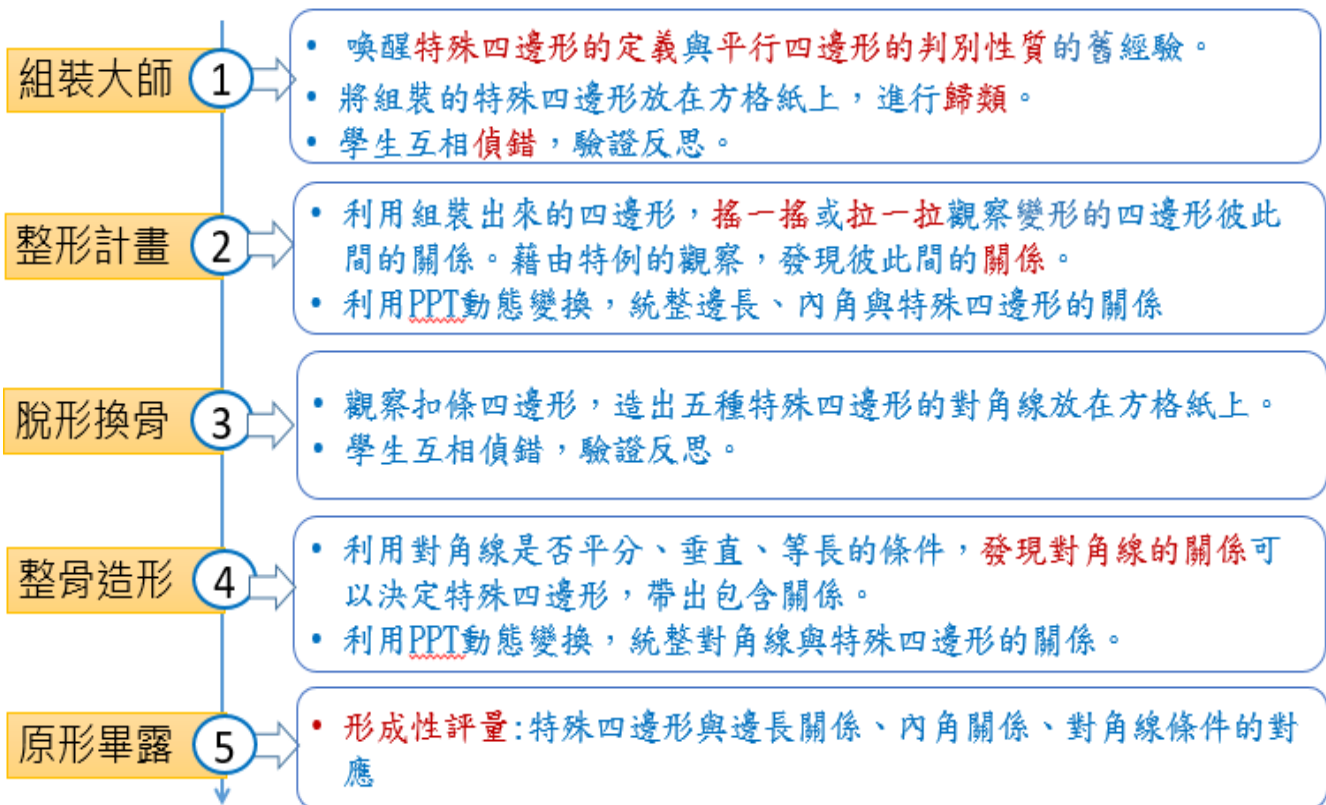 組裝大師 1
• 喚醒特殊四邊形的定義與平行四邊形的判別性質的舊經驗。
• 將組裝的特殊四邊形放在方格紙上，進行歸類。
• 學生互相偵錯，驗證反思。
整形計畫 2
• 利用組裝出來的四邊形，搖一搖或拉一拉觀察變形的四邊形彼此
間的關係。藉由特例的觀察，發現彼此間的關係。
• 利用PPT動態變換，統整邊長、內角與特殊四邊形的關係
脫形換骨 3
• 觀察扣條四邊形，造出五種特殊四邊形的對角線放在方格紙上。
• 學生互相偵錯，驗證反思。
整骨造形 4
• 利用對角線是否平分、垂直、等長的條件，發現對角線的關係可
以決定特殊四邊形，帶出包含關係。
• 利用PPT動態變換，統整對角線與特殊四邊形的關係。
原形畢露 5
• 形成性評量:特殊四邊形與邊長關係、內角關係、對角線條件的對
應